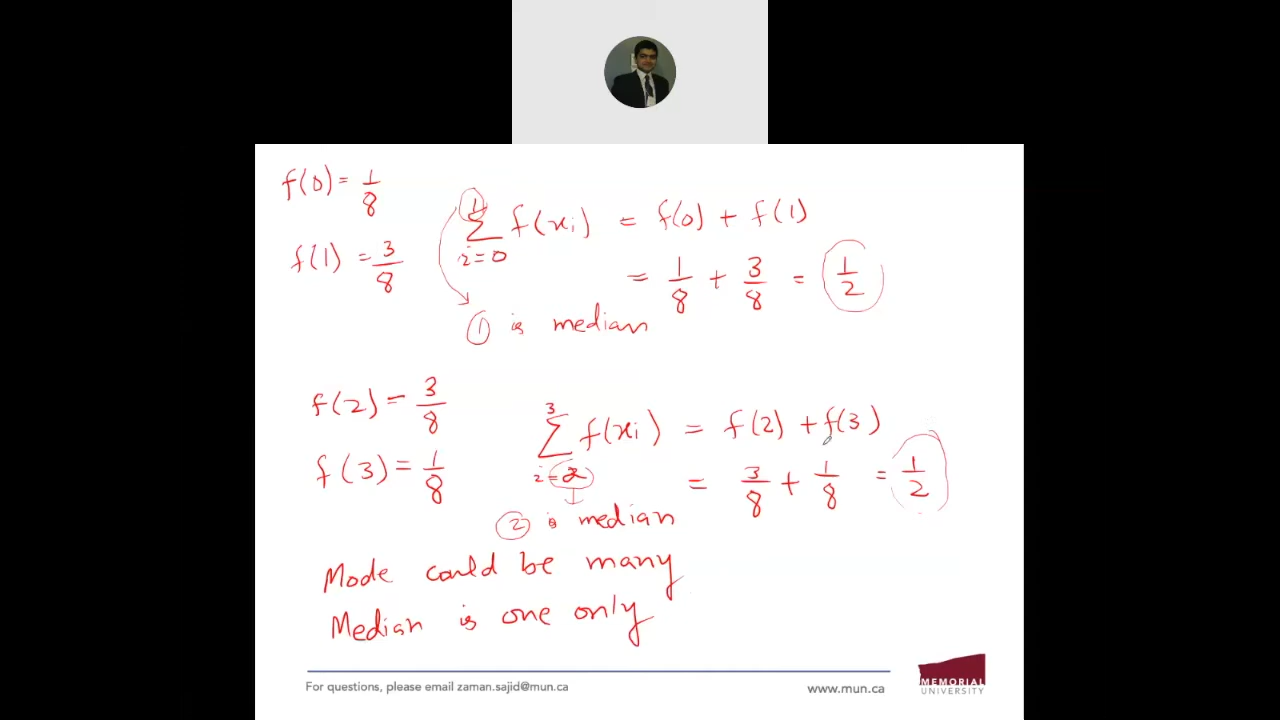 f(0) = 1/8
1
∑ f(xi) = f(0) + f(1)
i=0
f(1) = 3/8
= 1/8 + 3/8 = 1/2
1 is median
f(2) = 3/8
3
∑ f(xi) = f(2) + f(3)
i=2
f(3) = 1/8
= 3/8 + 1/8 = 1/2
2 is median
Mode could be many
Median is one only
For questions, please email zaman.sajid@mun.ca
www.mun.ca
MEMORIAL
UNIVERSITY